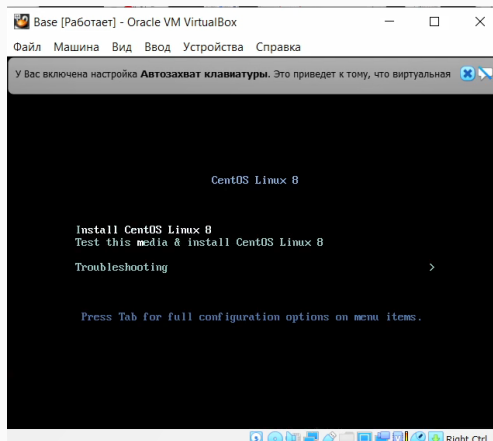 Base [Работает] - Oracle VM VirtualBox
Файл Машина Вид Ввод Устройства Справка
У Вас включена настройка Автозахват клавиатуры. Это приведет к тому, что виртуальная
CentOS Linux 8
Install CentOS Linux 8
Test this media & install CentOS Linux 8
Troubleshooting >
Press Tab for full configuration options on menu items.
Right Ctrl